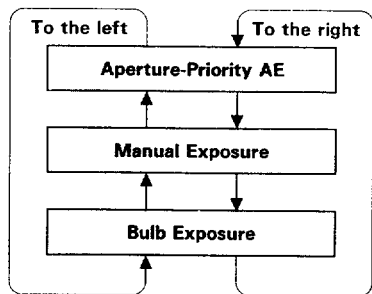 To the left
To the right
Aperture-Priority AE
Manual Exposure
Bulb Exposure